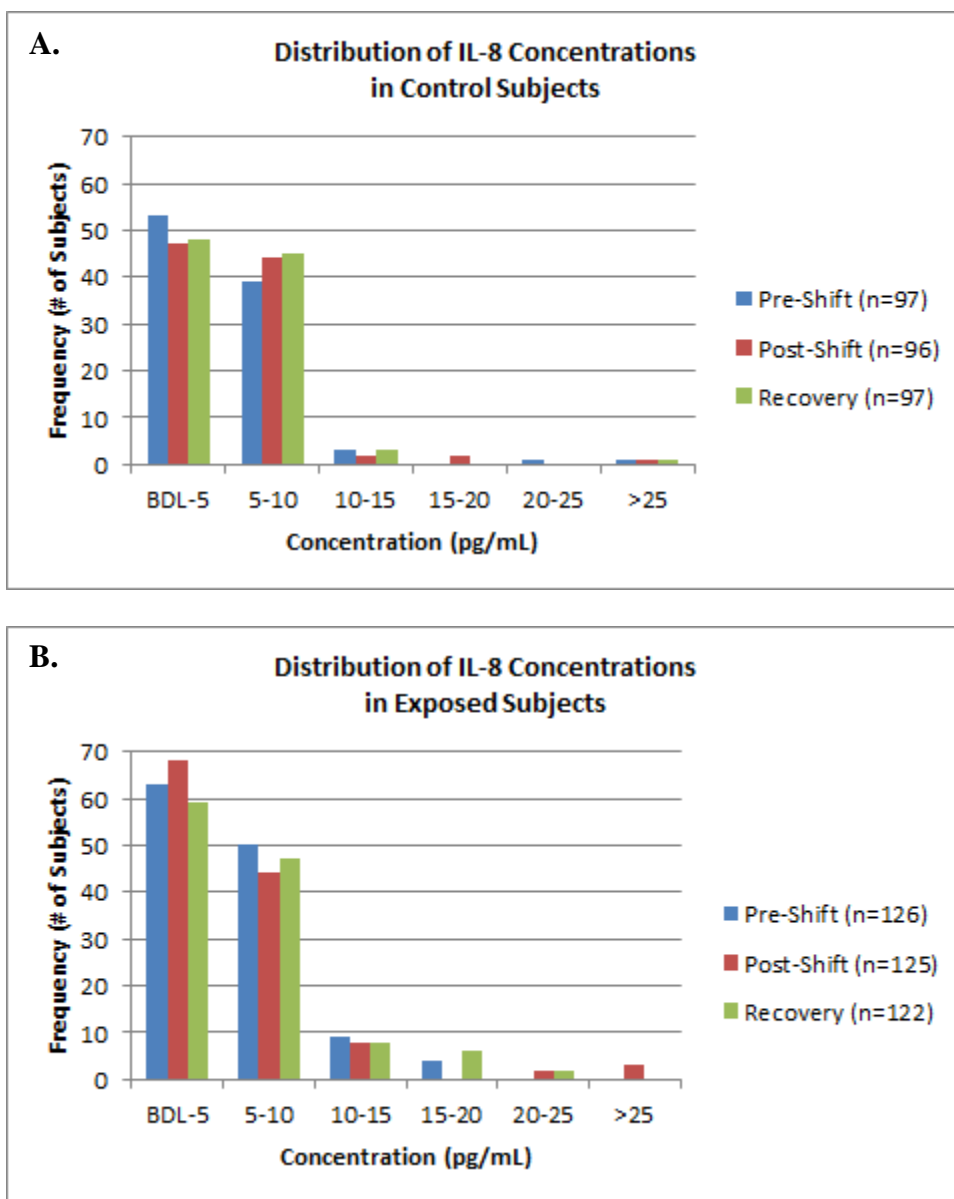 A.
Distribution of IL-8 Concentrations
in Control Subjects
Frequency (# of Subjects)
70
60
50
40
30
20
10
0
BDL-5 5-10 10-15 15-20 20-25 >25
Concentration (pg/mL)
Pre-Shift (n=97)
Post-Shift (n=96)
Recovery (n=97)
B.
Distribution of IL-8 Concentrations
in Exposed Subjects
Frequency (# of Subjects)
70
60
50
40
30
20
10
0
BDL-5 5-10 10-15 15-20 20-25 >25
Concentration (pg/mL)
Pre-Shift (n=126)
Post-Shift (n=125)
Recovery (n=122)